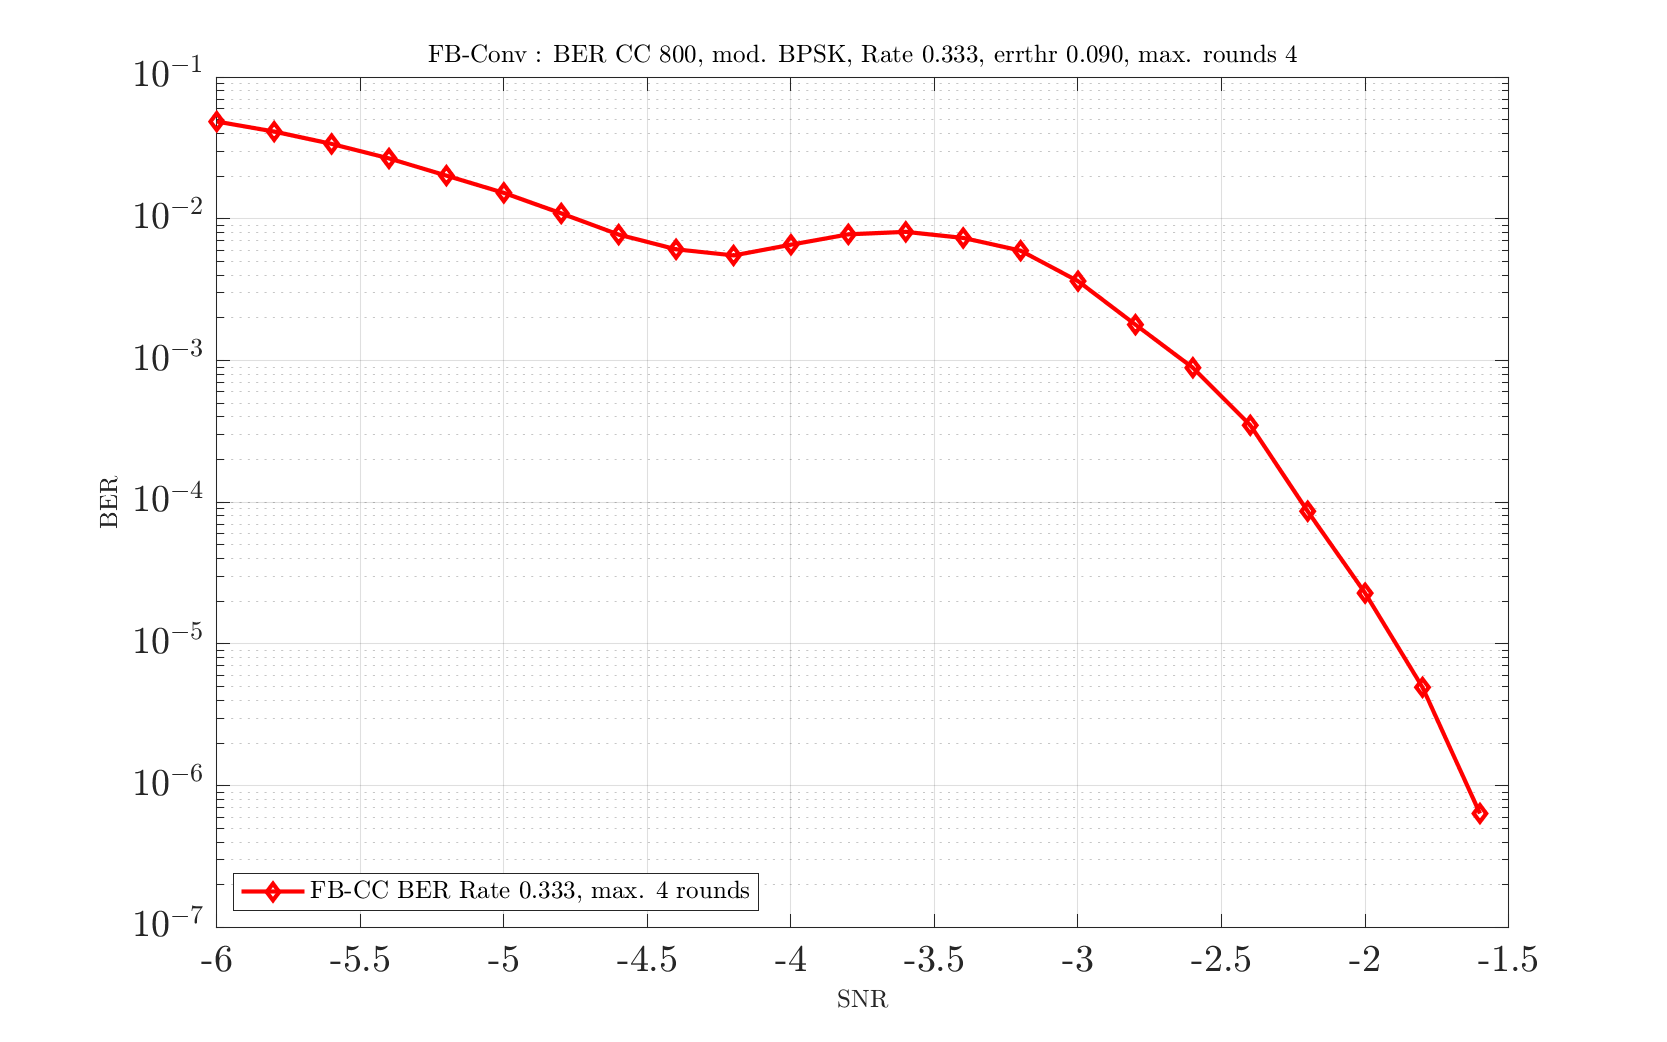 FB-Conv : BER CC 800, mod. BPSK, Rate 0.333, errthr 0.090, max. rounds 4
10^{-1}
10^{-2}
10^{-3}
10^{-4}
10^{-5}
10^{-6}
10^{-7}
BER
FB-CC BER Rate 0.333, max. 4 rounds
-6 -5.5 -5 -4.5 -4 -3.5 -3 -2.5 -2 -1.5
SNR